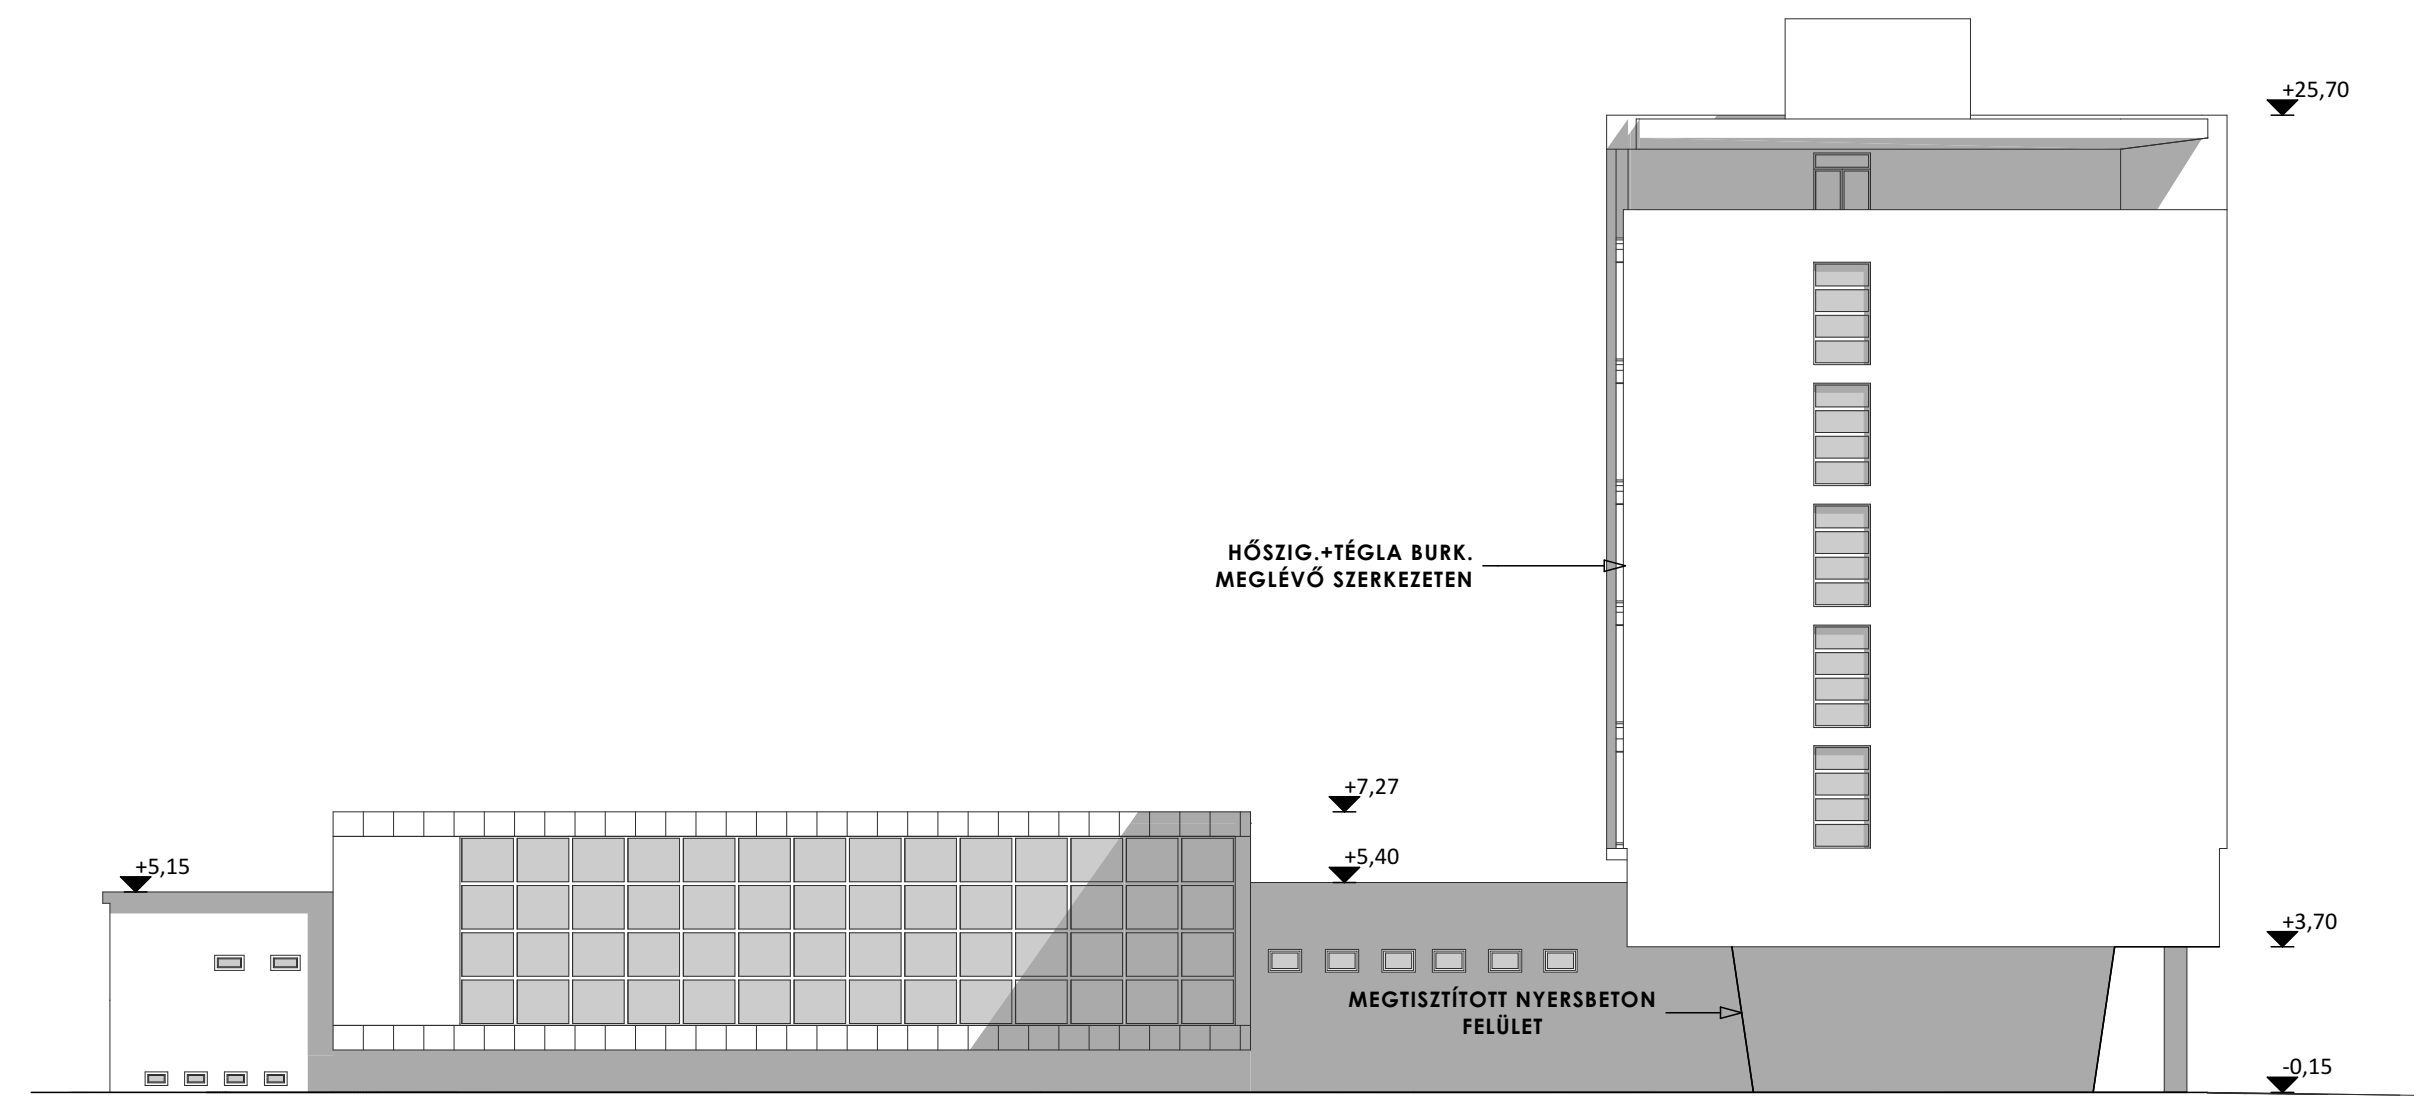 +25,70
HŐSZIG.+TÉGLA BURK.
MEGLÉVŐ SZERKEZETEN
+7,27
+5,15
+5,40
+3,70
MEGTISZTÍTOTT NYERSBETON
FELÜLET
-0,15